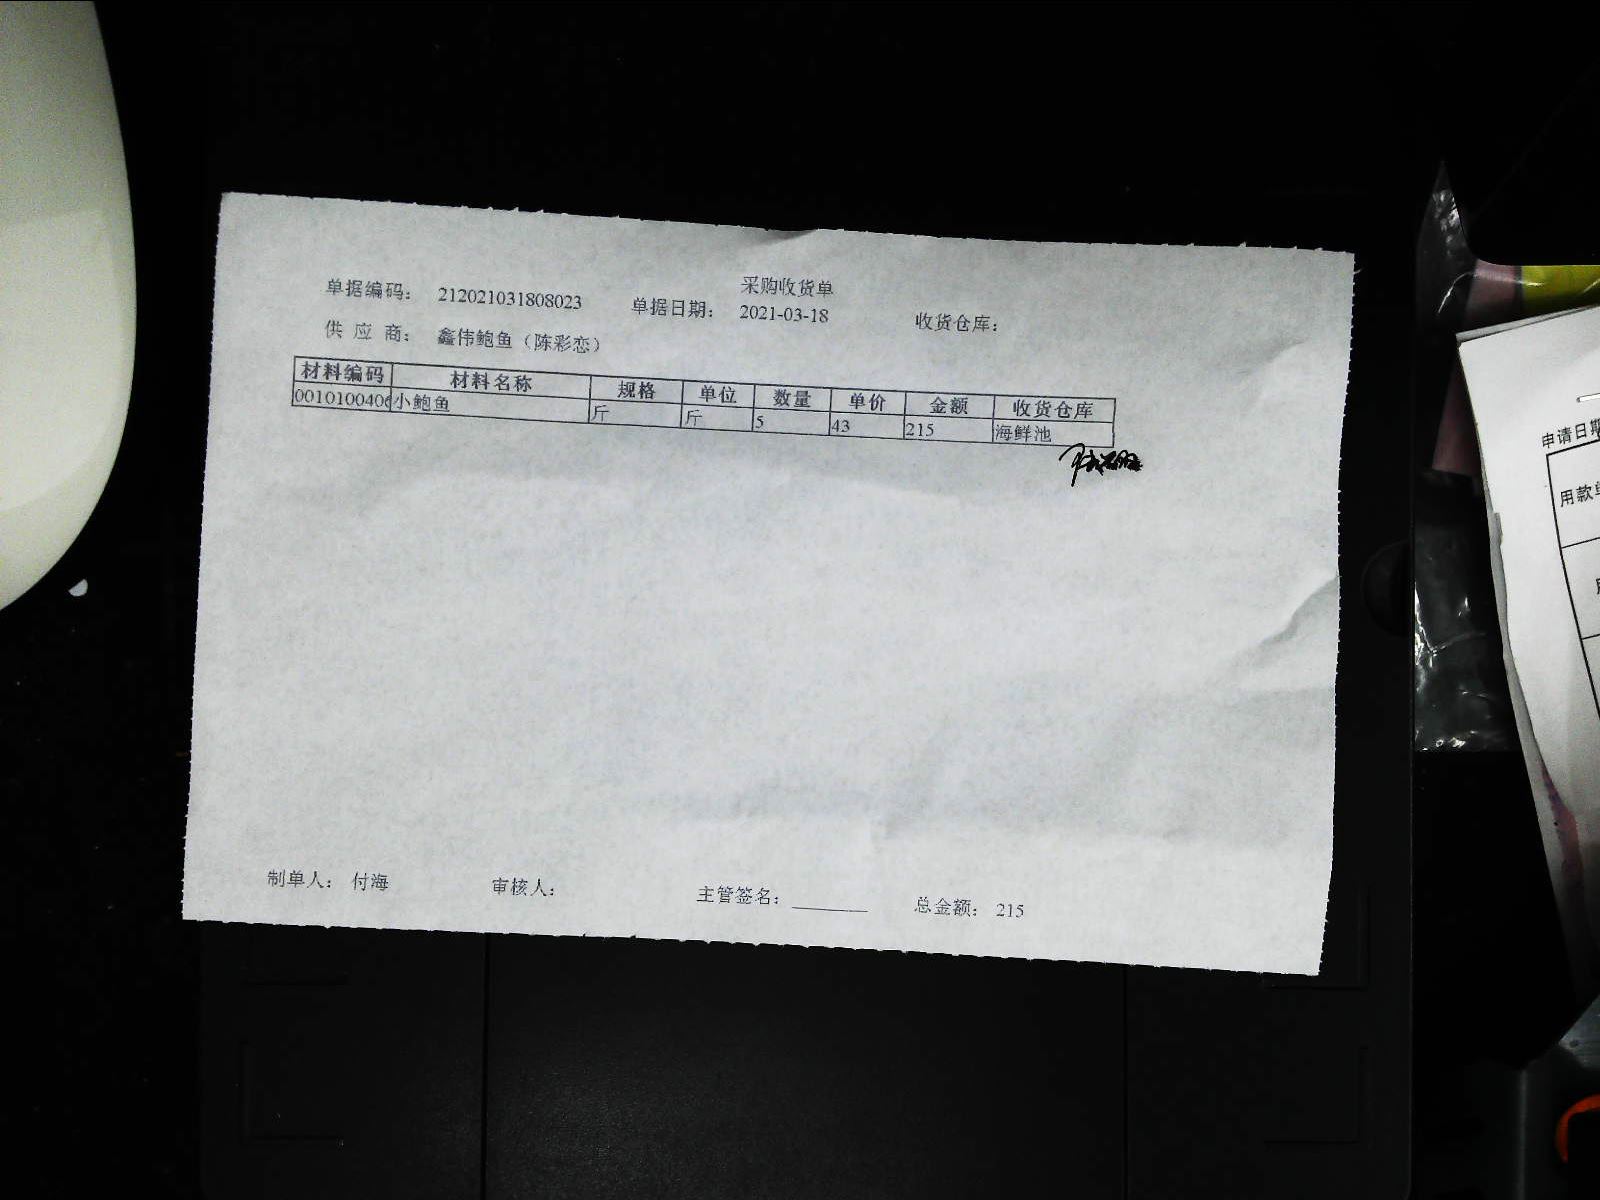 采购收货单
单据编码： 212021031808023 单据日期： 2021-03-18 收货仓库：
供 应 商： 鑫伟鲍鱼（陈彩恋）
材料编码 材料名称 规格 单位 数量 单价 金额 收货仓库
0010100406 小鲍鱼 斤 斤 5 43 215 海鲜池
制单人： 付海 审核人： 主管签名： 总金额： 215
申请日期
用款单